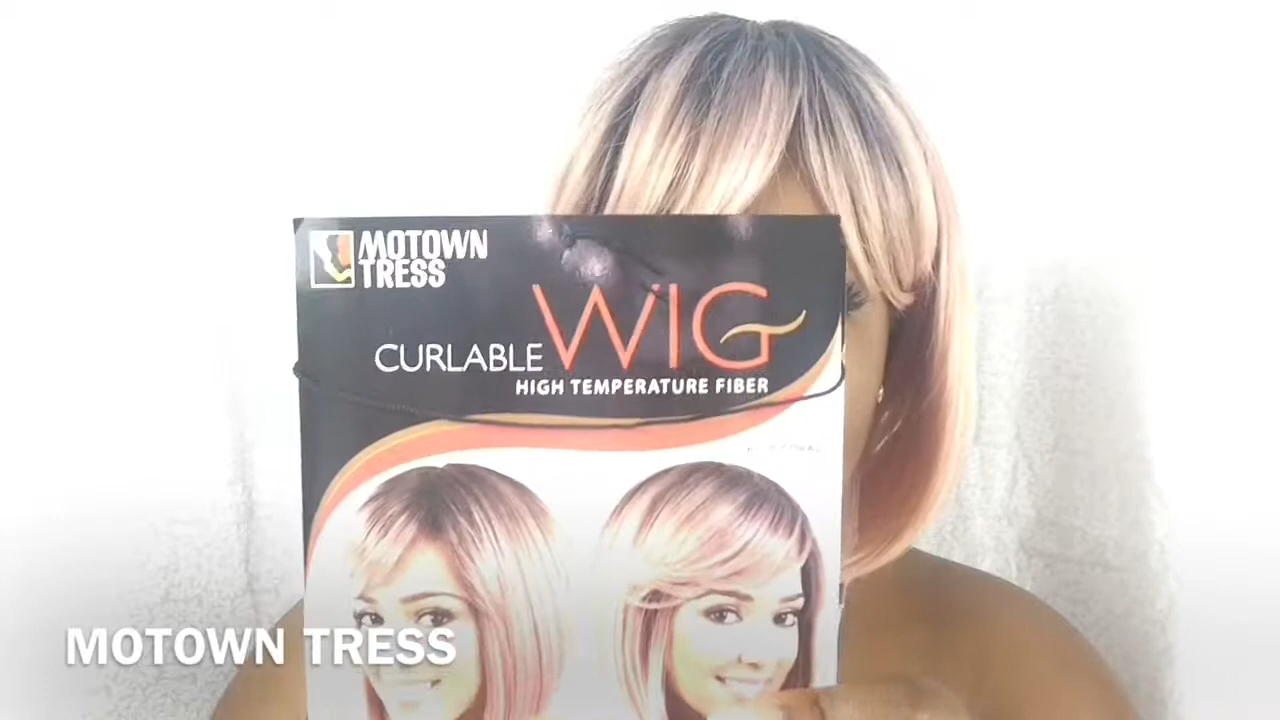 MOTOWN
TRESS
CURLABLE WIG
HIGH TEMPERATURE FIBER
MOTOWN TRESS